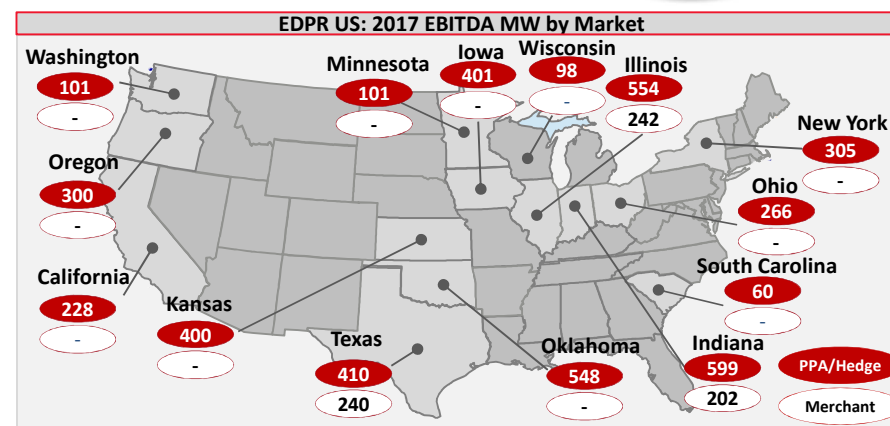 EDPR US: 2017 EBITDA MW by Market
Washington
101
-
Oregon
300
-
California
228
-
Minnesota
101
-
Iowa
401
-
Wisconsin
98
-
Illinois
554
242
New York
305
-
Ohio
266
-
South Carolina
60
-
Kansas
400
-
Texas
410
240
Oklahoma
548
-
Indiana
599
202
PPA/Hedge
Merchant